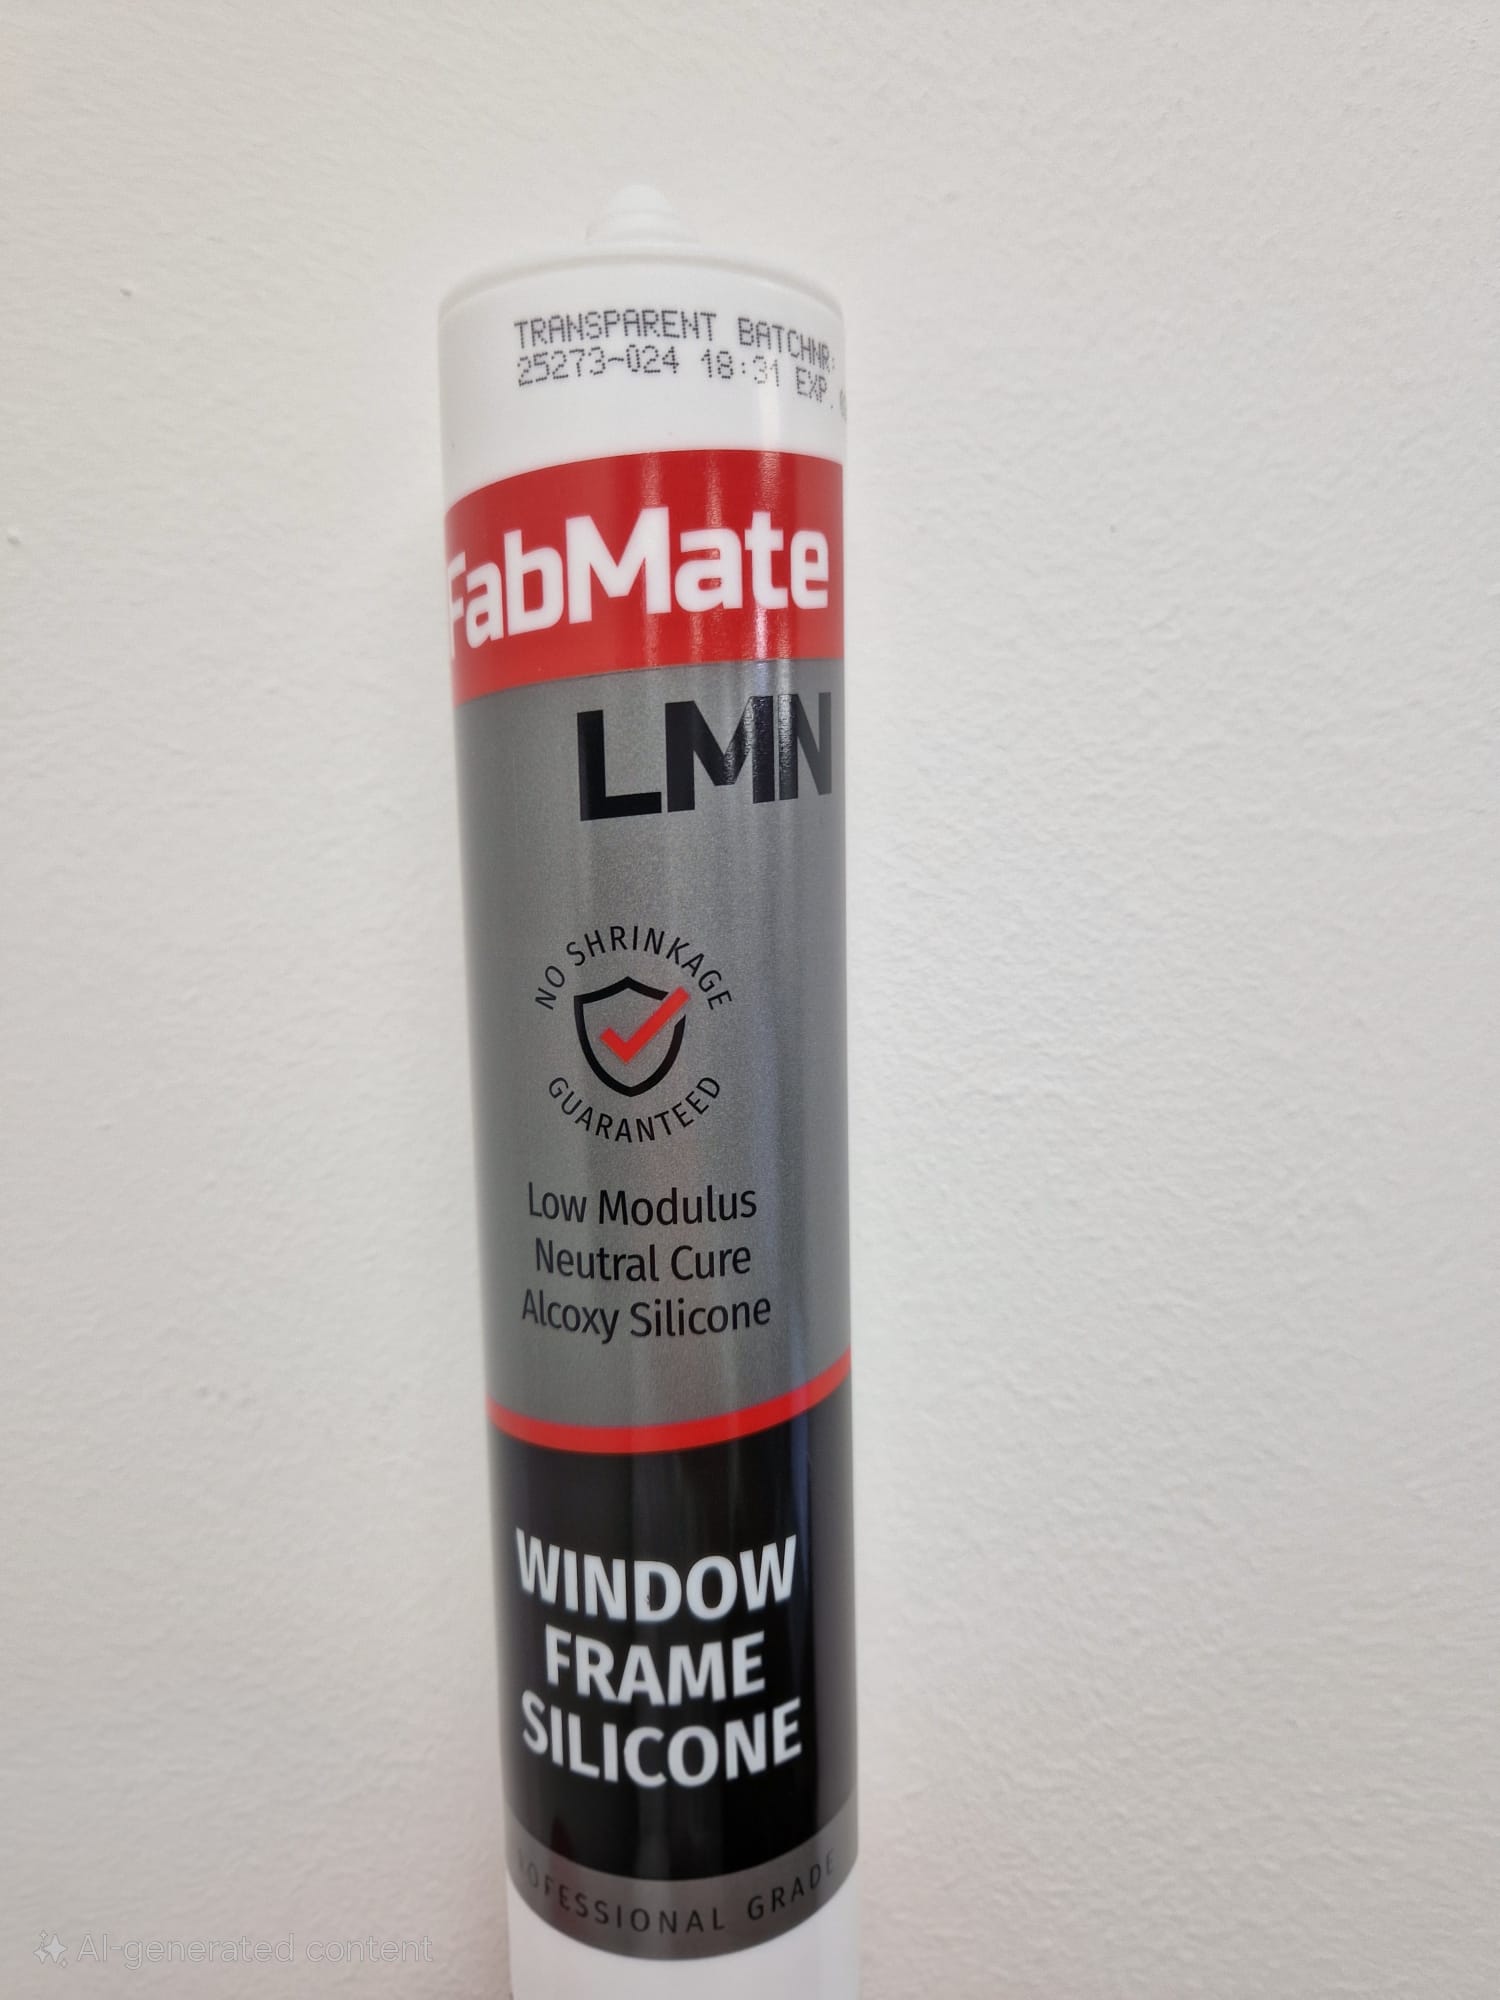 TRANSPARENT BATCHNR:
25273-024 18:31 EXP.
FabMate
LMN
NO SHRINKAGE
GUARANTEED
Low Modulus
Neutral Cure
Alcoxy Silicone
WINDOW
FRAME
SILICONE
OFESSIONAL GRADE
AI-generated content